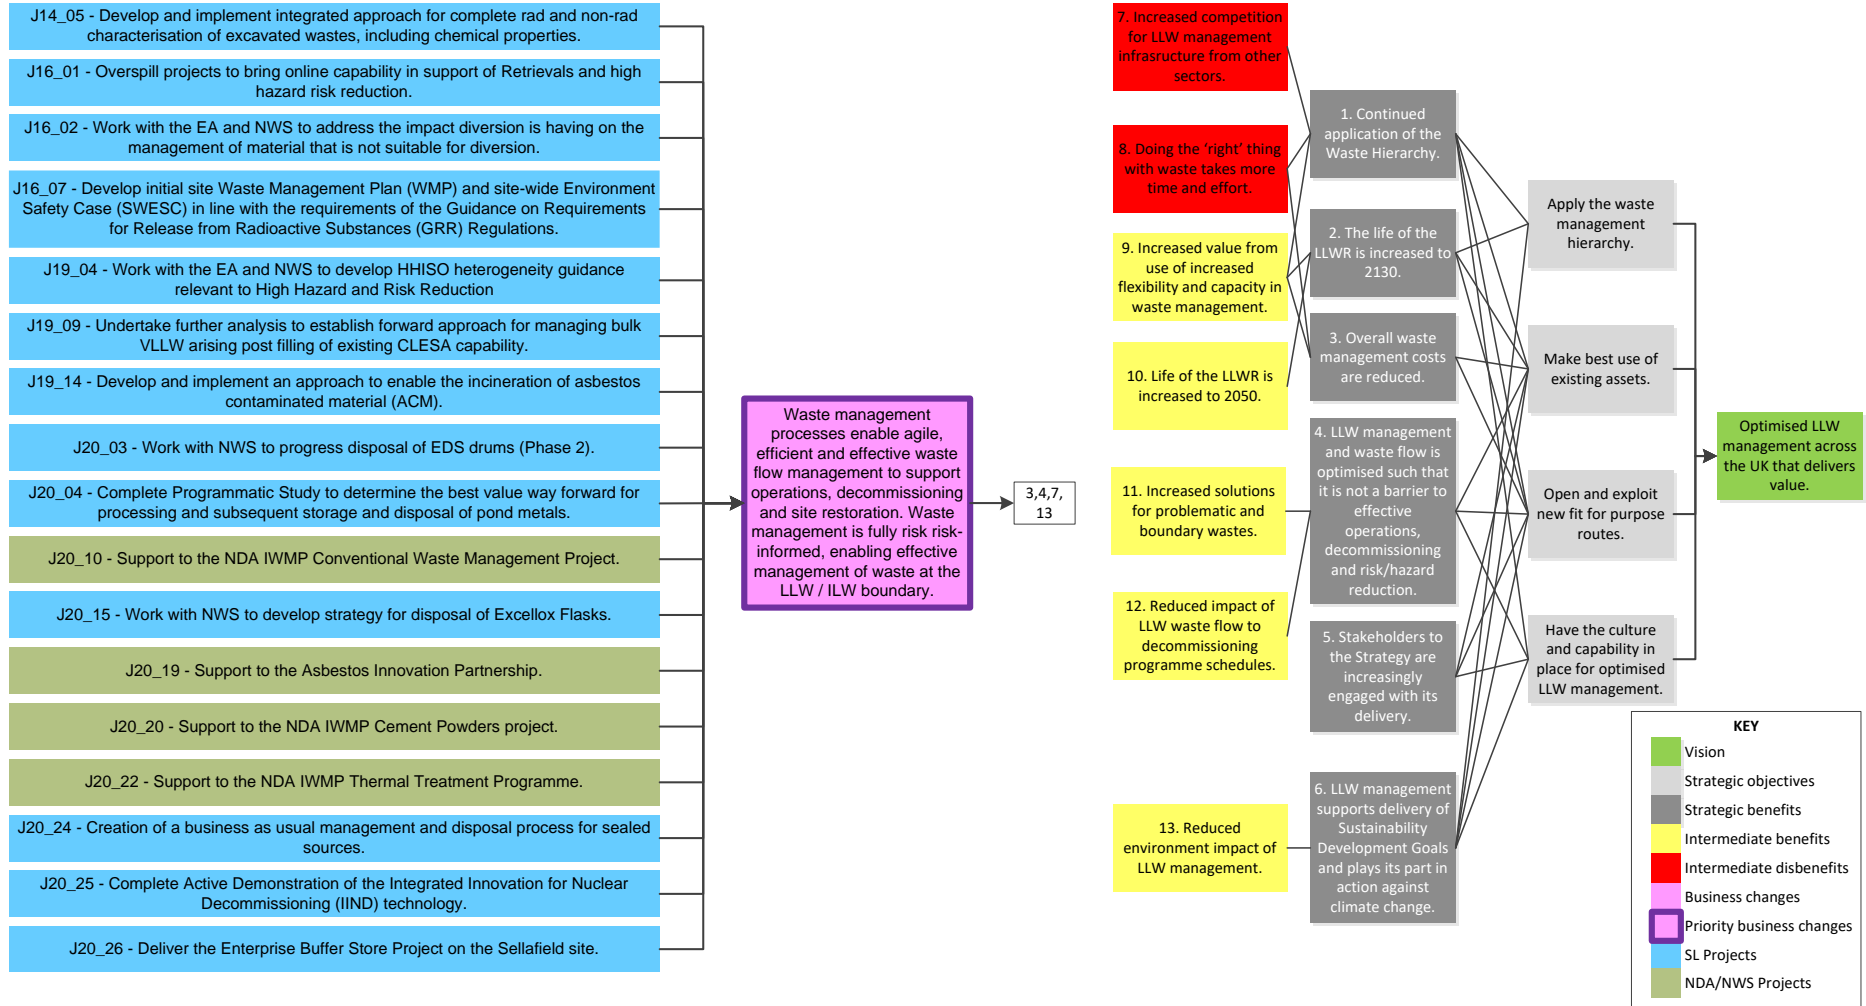 J14_05 - Develop and implement integrated approach for complete rad and non-rad
characterisation of excavated wastes, including chemical properties.
J16_01 - Overspill projects to bring online capability in support of Retrievals and high
hazard risk reduction.
J16_02 - Work with the EA and NWS to address the impact diversion is having on the
management of material that is not suitable for diversion.
J16_07 - Develop initial site Waste Management Plan (WMP) and site-wide Environment
Safety Case (SWESC) in line with the requirements of the Guidance on Requirements
for Release from Radioactive Substances (GRR) Regulations.
J19_04 - Work with the EA and NWS to develop HHISO heterogeneity guidance
relevant to High Hazard and Risk Reduction
J19_09 - Undertake further analysis to establish forward approach for managing bulk
VLLW arising post filling of existing CLESA capability.
J19_14 - Develop and implement an approach to enable the incineration of asbestos
contaminated material (ACM).
J20_03 - Work with NWS to progress disposal of EDS drums (Phase 2).
J20_04 - Complete Programmatic Study to determine the best value way forward for
processing and subsequent storage and disposal of pond metals.
J20_10 - Support to the NDA IWMP Conventional Waste Management Project.
J20_15 - Work with NWS to develop strategy for disposal of Excellox Flasks.
J20_19 - Support to the Asbestos Innovation Partnership.
J20_20 - Support to the NDA IWMP Cement Powders project.
J20_22 - Support to the NDA IWMP Thermal Treatment Programme.
J20_24 - Creation of a business as usual management and disposal process for sealed
sources.
J20_25 - Complete Active Demonstration of the Integrated Innovation for Nuclear
Decommissioning (IIND) technology.
J20_26 - Deliver the Enterprise Buffer Store Project on the Sellafield site.
Waste management
processes enable agile,
efficient and effective waste
flow management to support
operations, decommissioning
and site restoration. Waste
management is fully risk risk-
informed, enabling effective
management of waste at the
LLW / ILW boundary.
3,4,7,
13
7. Increased competition
for LLW management
infrasructure from other
sectors.
8. Doing the ‘right’ thing
with waste takes more
time and effort.
9. Increased value from
use of increased
flexibility and capacity in
waste management.
10. Life of the LLWR is
increased to 2050.
11. Increased solutions
for problematic and
boundary wastes.
12. Reduced impact of
LLW waste flow to
decommissioning
programme schedules.
13. Reduced
environment impact of
LLW management.
1. Continued
application of the
Waste Hierarchy.
2. The life of the
LLWR is increased to
2130.
3. Overall waste
management costs
are reduced.
4. LLW management
and waste flow is
optimised such that
it is not a barrier to
effective
operations,
decommissioning
and risk/hazard
reduction.
5. Stakeholders to
the Strategy are
increasingly
engaged with its
delivery.
6. LLW management
supports delivery of
Sustainability
Development Goals
and plays its part in
action against
climate change.
Apply the waste
management
hierarchy.
Make best use of
existing assets.
Open and exploit
new fit for purpose
routes.
Have the culture
and capability in
place for optimised
LLW management.
Optimised LLW
management across
the UK that delivers
value.
KEY
Vision
Strategic objectives
Strategic benefits
Intermediate benefits
Intermediate disbenefits
Business changes
Priority business changes
SL Projects
NDA/NWS Projects